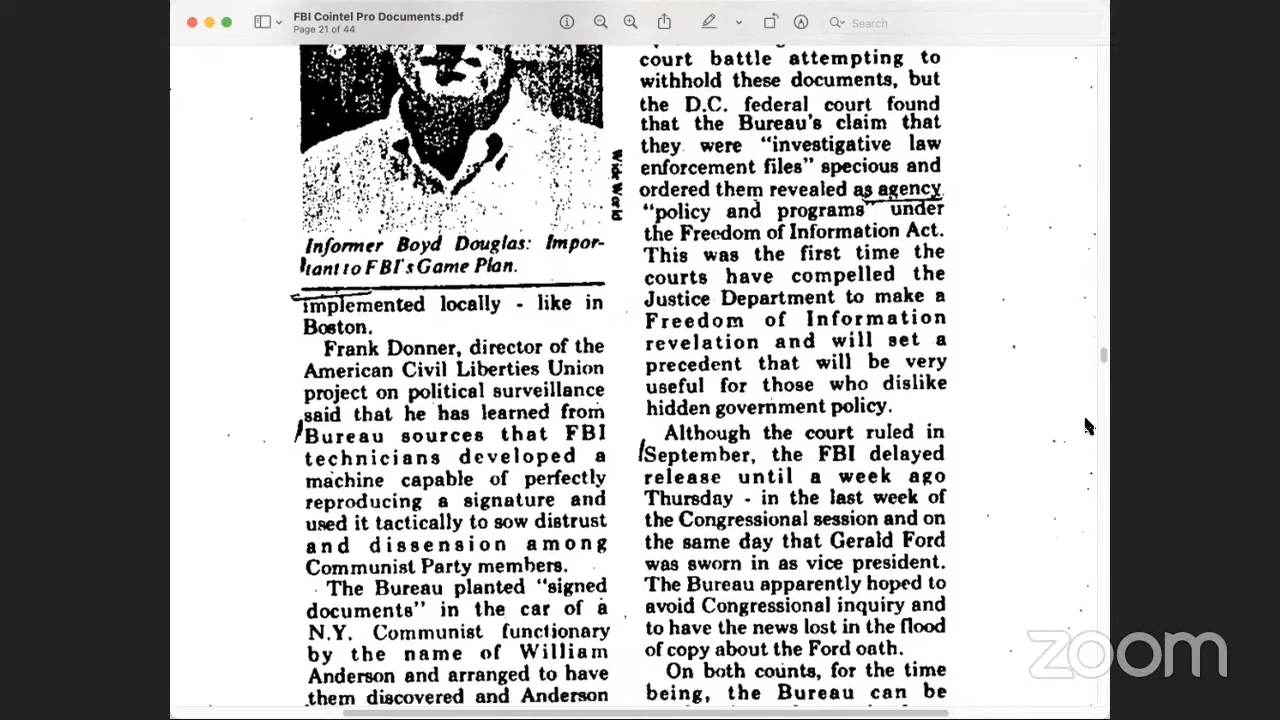 FBI Cointel Pro Documents.pdf
Page 21 of 44
Search
Wide World
Informer Boyd Douglas: Impor-
tant to FBI's Game Plan.
implemented locally - like in
Boston.
Frank Donner, director of the
American Civil Liberties Union
project on political surveillance
said that he has learned from
Bureau sources that FBI
technicians developed a
machine capable of perfectly
reproducing a signature and
used it tactically to sow distrust
and dissension among
Communist Party members.
The Bureau planted "signed
documents" in the car of a
N.Y. Communist functionary
by the name of William
Anderson and arranged to have
them discovered and Anderson
court battle attempting to
withhold these documents, but
the D.C. federal court found
that the Bureau's claim that
they were "investigative law
enforcement files" specious and
ordered them revealed as agency
"policy and programs" under
the Freedom of Information Act.
This was the first time the
courts have compelled the
Justice Department to make a
Freedom of Information
revelation and will set a
precedent that will be very
useful for those who dislike
hidden government policy.
Although the court ruled in
September, the FBI delayed
release until a week ago
Thursday - in the last week of
the Congressional session and on
the same day that Gerald Ford
was sworn in as vice president.
The Bureau apparently hoped to
avoid Congressional inquiry and
to have the news lost in the flood
of copy about the Ford oath.
On both counts, for the time
being, the Bureau can be
zoom